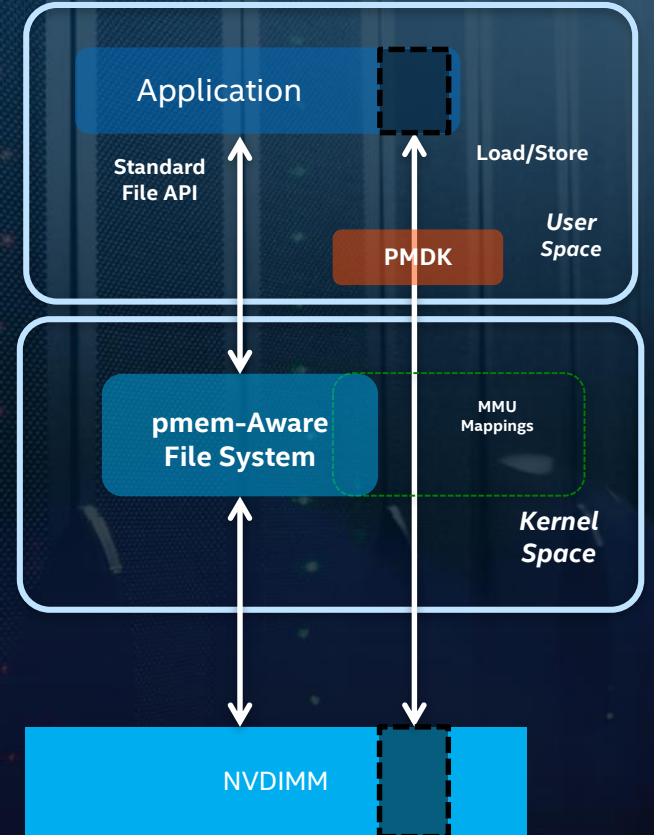 Application
Standard
File API
Load/Store
User
Space
PMDK
pmem-Aware
File System
MMU
Mappings
Kernel
Space
NVDIMM